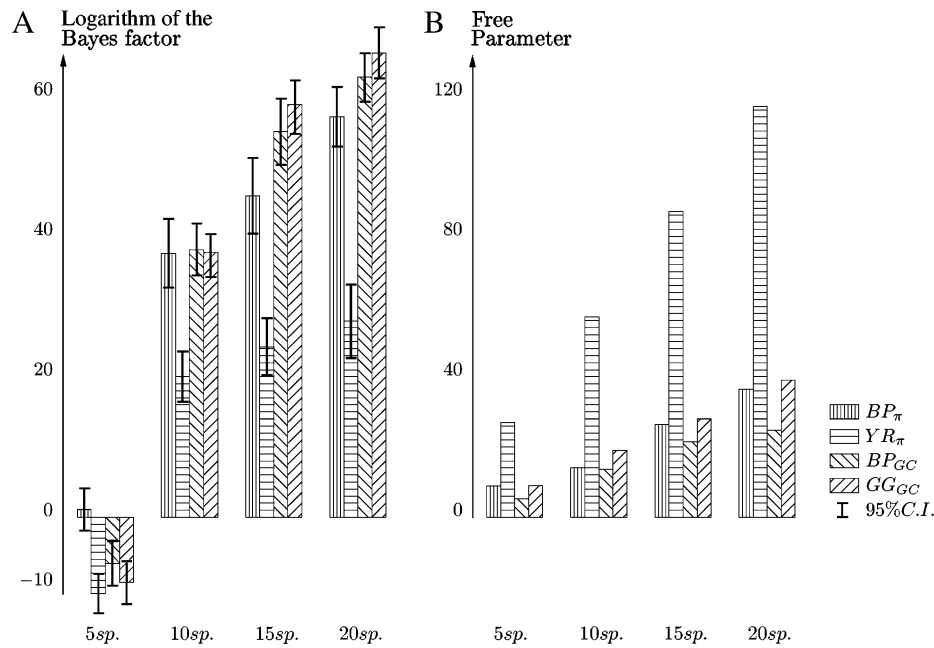 A
Logarithm of the
Bayes factor
60
40
20
0
−10
5sp.
10sp.
15sp.
20sp.
B
Free
Parameter
120
80
40
0
5sp.
10sp.
15sp.
20sp.
BPπ
YRπ
BPGC
GGGC
95%C.I.